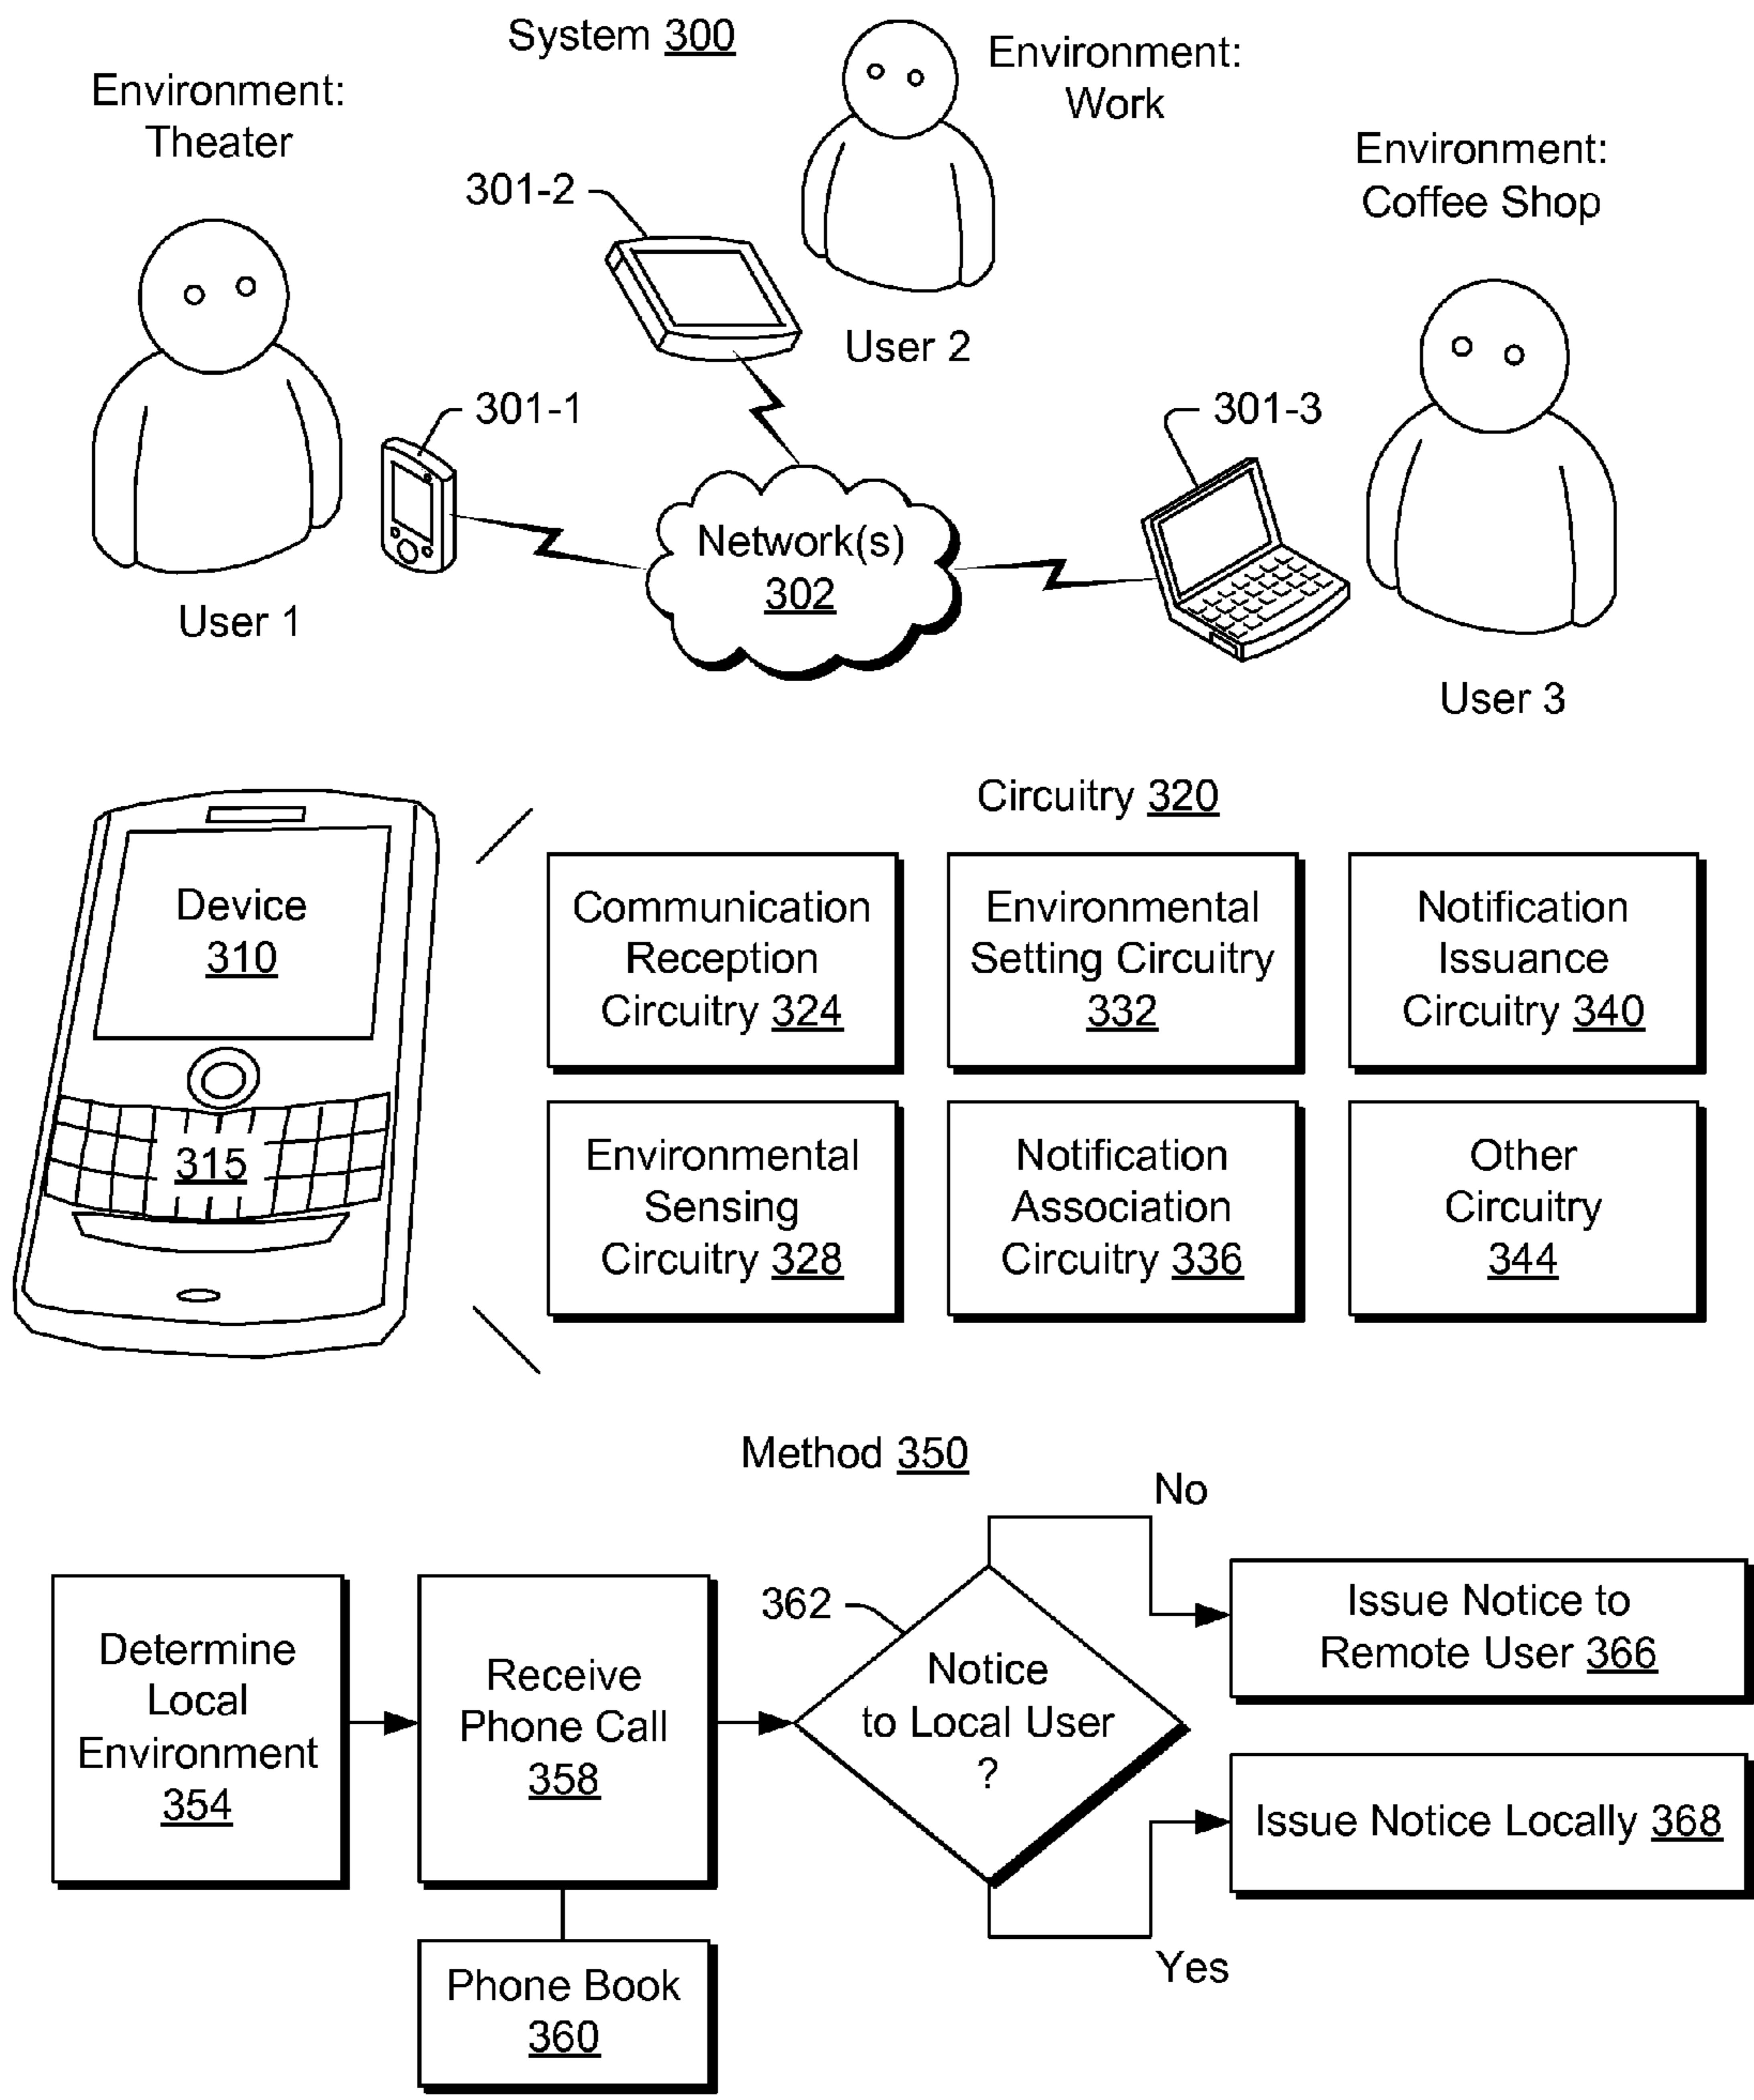 System 300
Environment:
Theater
Environment:
Work
Environment:
Coffee Shop
301-2
User 2
301-1
301-3
Network(s)
302
User 1
User 3
Circuitry 320
Device
310
315
Communication
Reception
Circuitry 324
Environmental
Setting Circuitry
332
Notification
Issuance
Circuitry 340
Environmental
Sensing
Circuitry 328
Notification
Association
Circuitry 336
Other
Circuitry
344
Method 350
No
Determine
Local
Environment
354
Receive
Phone Call
358
362
Notice
to Local User
?
Issue Notice to
Remote User 366
Issue Notice Locally 368
Yes
Phone Book
360